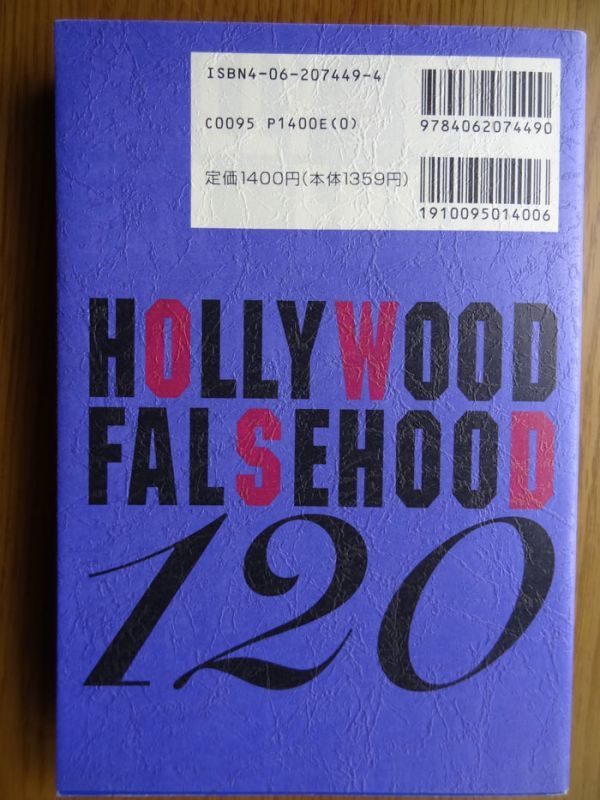 ISBN4-06-207449-4
C0095 P1400E(0)
定価1400円(本体1359円)
9784062074490
1910095014006
HOLLYWOOD
FALSEHOOD
120